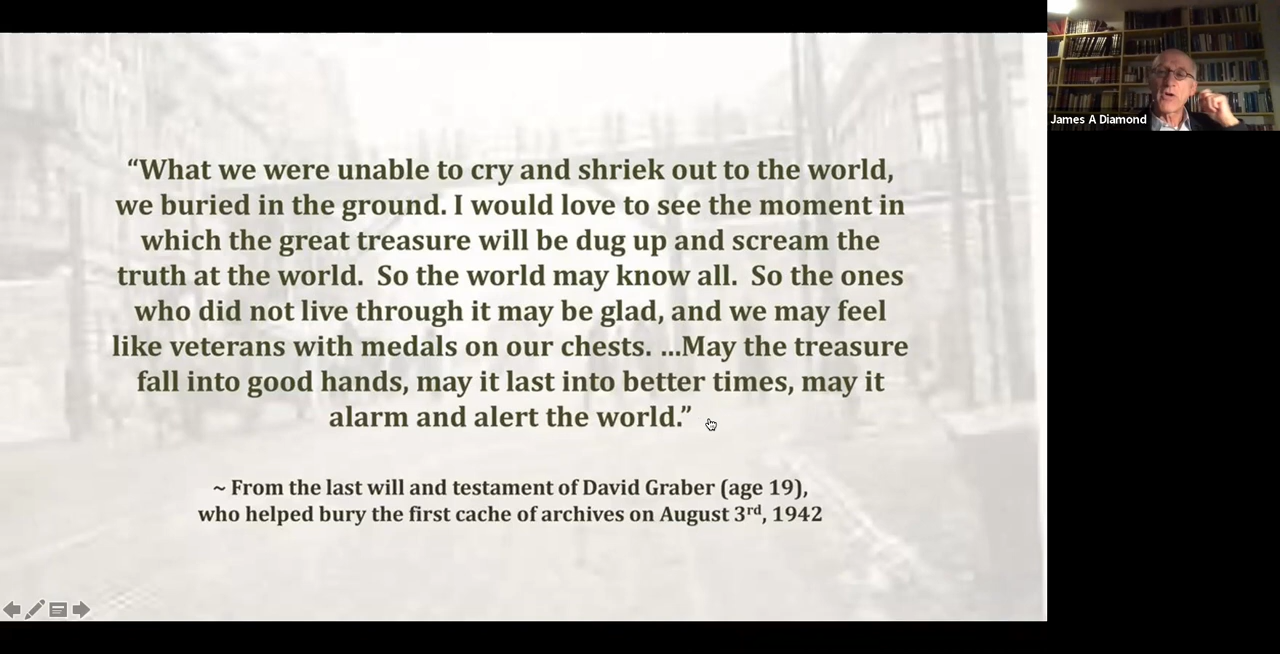 “What we were unable to cry and shriek out to the world,
we buried in the ground. I would love to see the moment in
which the great treasure will be dug up and scream the
truth at the world.  So the world may know all.  So the ones
who did not live through it may be glad, and we may feel
like veterans with medals on our chests. …May the treasure
fall into good hands, may it last into better times, may it
alarm and alert the world.”
~ From the last will and testament of David Graber (age 19),
who helped bury the first cache of archives on August 3rd, 1942
James A Diamond